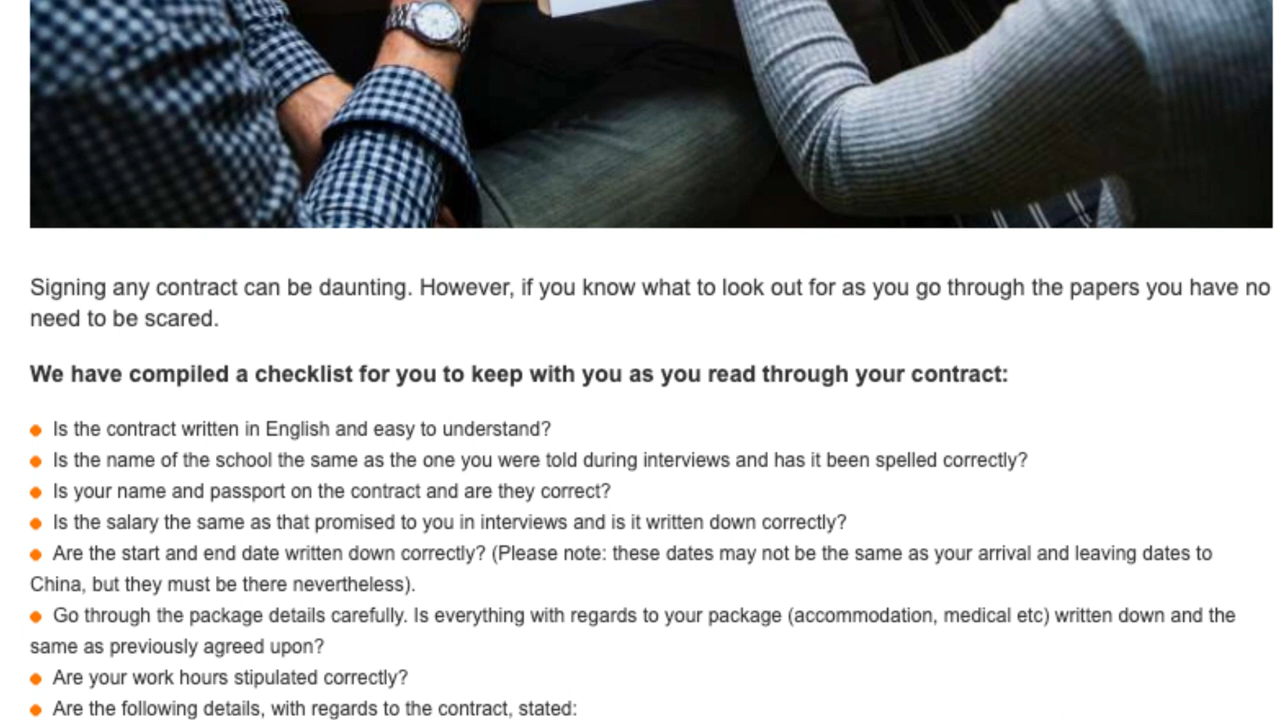 Signing any contract can be daunting. However, if you know what to look out for as you go through the papers you have no
need to be scared.
We have compiled a checklist for you to keep with you as you read through your contract:
Is the contract written in English and easy to understand?
Is the name of the school the same as the one you were told during interviews and has it been spelled correctly?
Is your name and passport on the contract and are they correct?
Is the salary the same as that promised to you in interviews and is it written down correctly?
Are the start and end date written down correctly? (Please note: these dates may not be the same as your arrival and leaving dates to
China, but they must be there nevertheless).
Go through the package details carefully. Is everything with regards to your package (accommodation, medical etc) written down and the
same as previously agreed upon?
Are your work hours stipulated correctly?
Are the following details, with regards to the contract, stated: